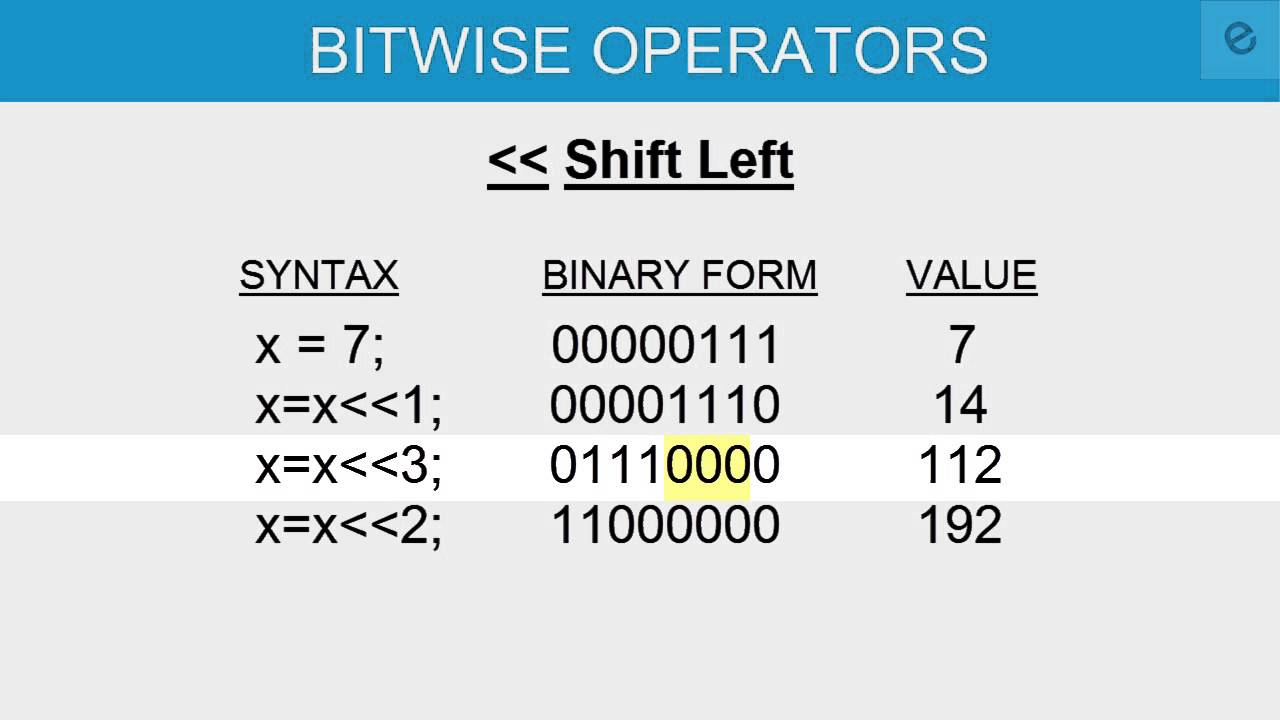 BITWISE OPERATORS
e
<< Shift Left
SYNTAX BINARY FORM VALUE
x = 7; 00000111 7
x=x<<1; 00001110 14
x=x<<3; 01110000 112
x=x<<2; 11000000 192